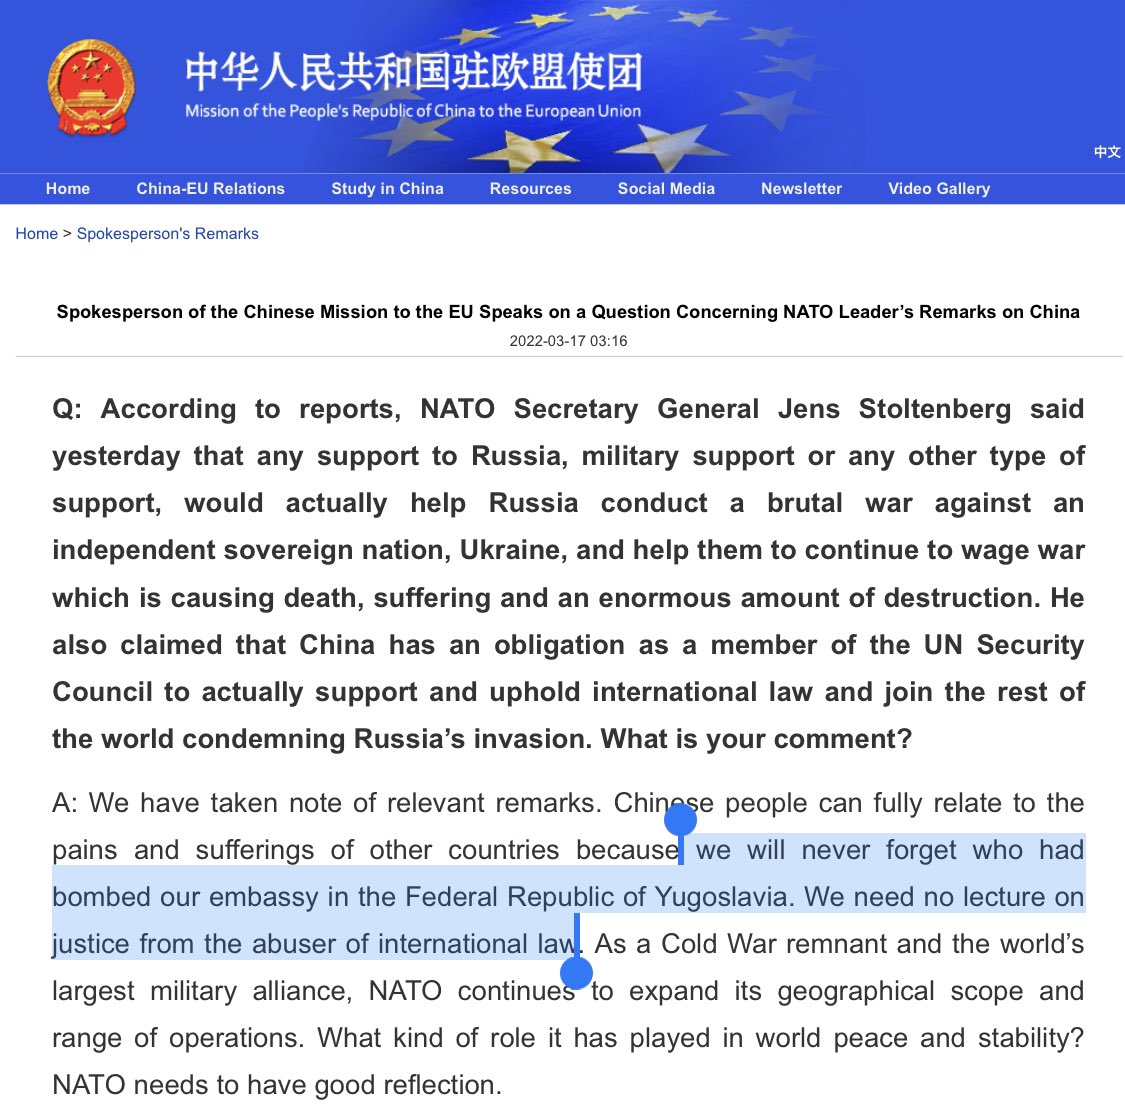 中华人民共和国驻欧盟使团
Mission of the People's Republic of China to the European Union
中文
Home China-EU Relations Study in China Resources Social Media Newsletter Video Gallery
Home > Spokesperson's Remarks
Spokesperson of the Chinese Mission to the EU Speaks on a Question Concerning NATO Leader’s Remarks on China
2022-03-17 03:16
Q: According to reports, NATO Secretary General Jens Stoltenberg said
yesterday that any support to Russia, military support or any other type of
support, would actually help Russia conduct a brutal war against an
independent sovereign nation, Ukraine, and help them to continue to wage war
which is causing death, suffering and an enormous amount of destruction. He
also claimed that China has an obligation as a member of the UN Security
Council to actually support and uphold international law and join the rest of
the world condemning Russia’s invasion. What is your comment?
A: We have taken note of relevant remarks. Chinese people can fully relate to the
pains and sufferings of other countries because we will never forget who had
bombed our embassy in the Federal Republic of Yugoslavia. We need no lecture on
justice from the abuser of international law. As a Cold War remnant and the world’s
largest military alliance, NATO continues to expand its geographical scope and
range of operations. What kind of role it has played in world peace and stability?
NATO needs to have good reflection.